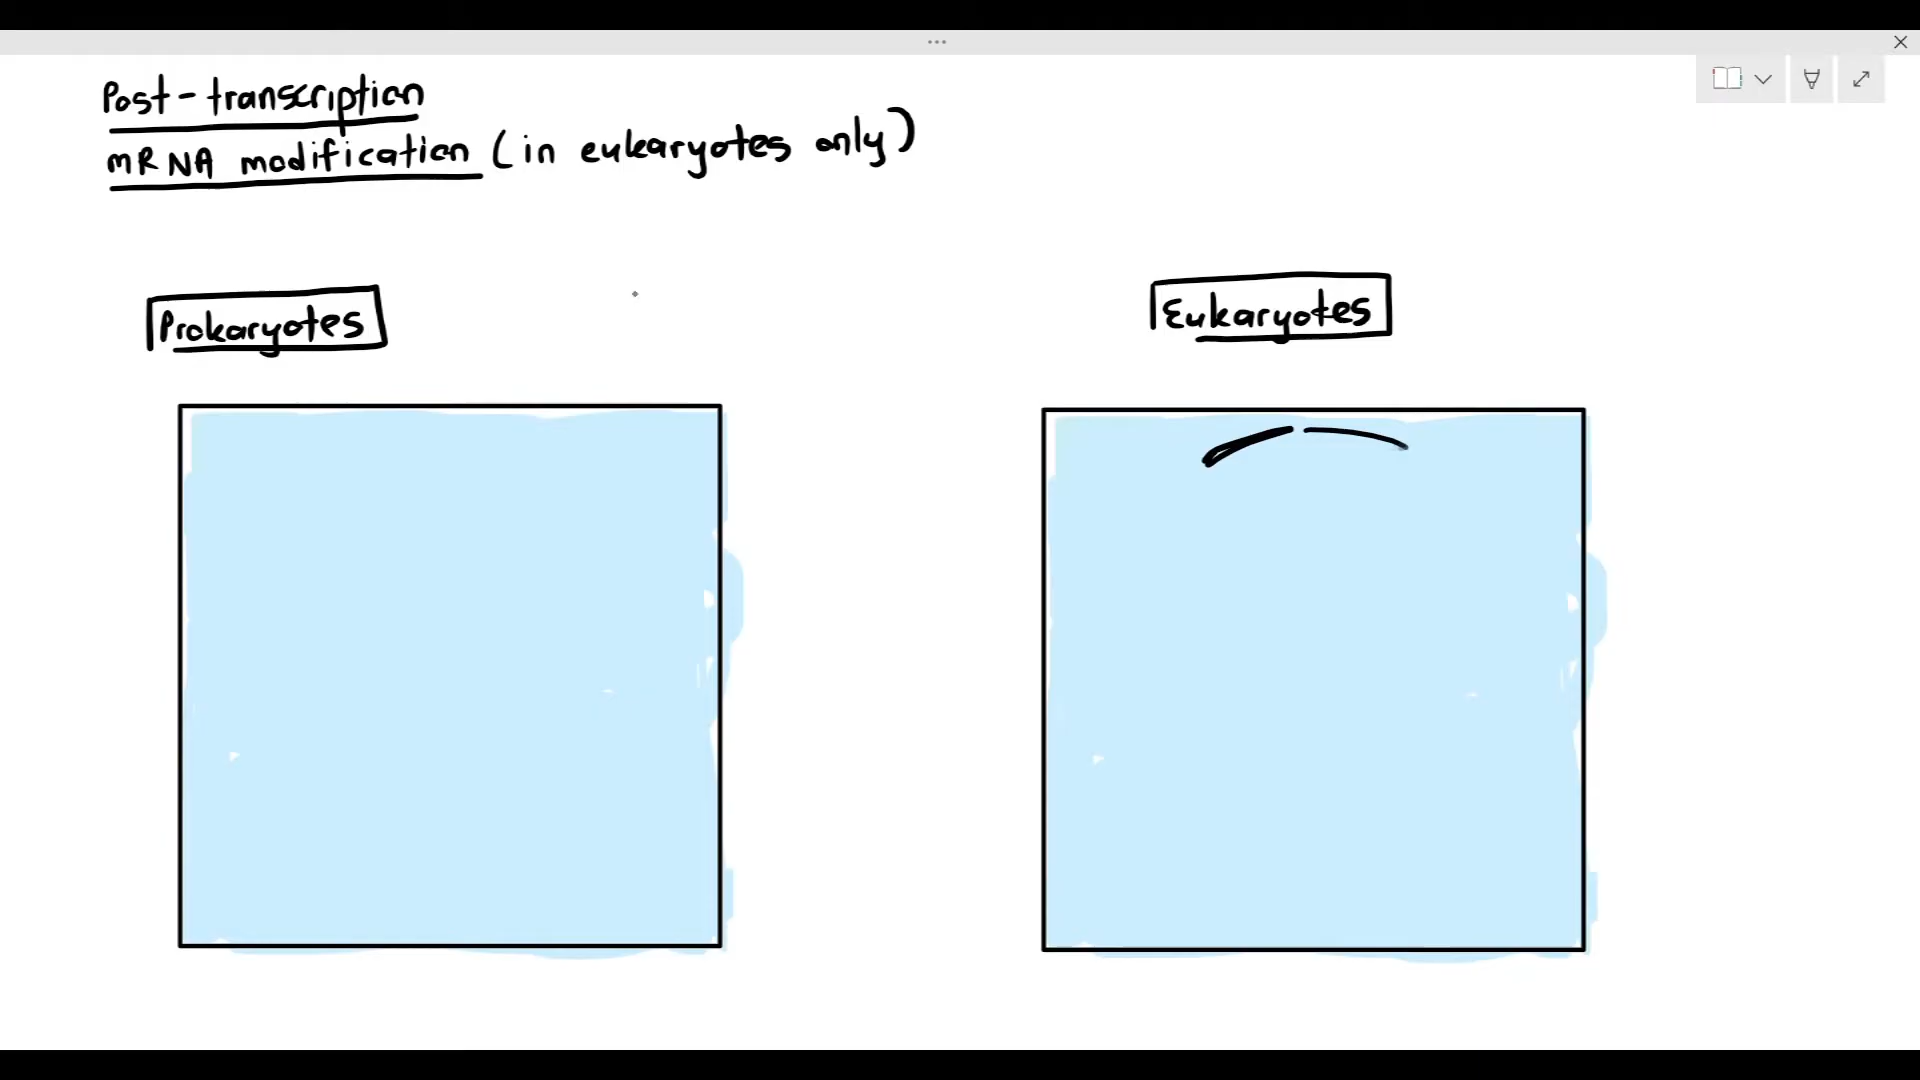 Post-transcription
mRNA modification (in eukaryotes only)
Prokaryotes
Eukaryotes